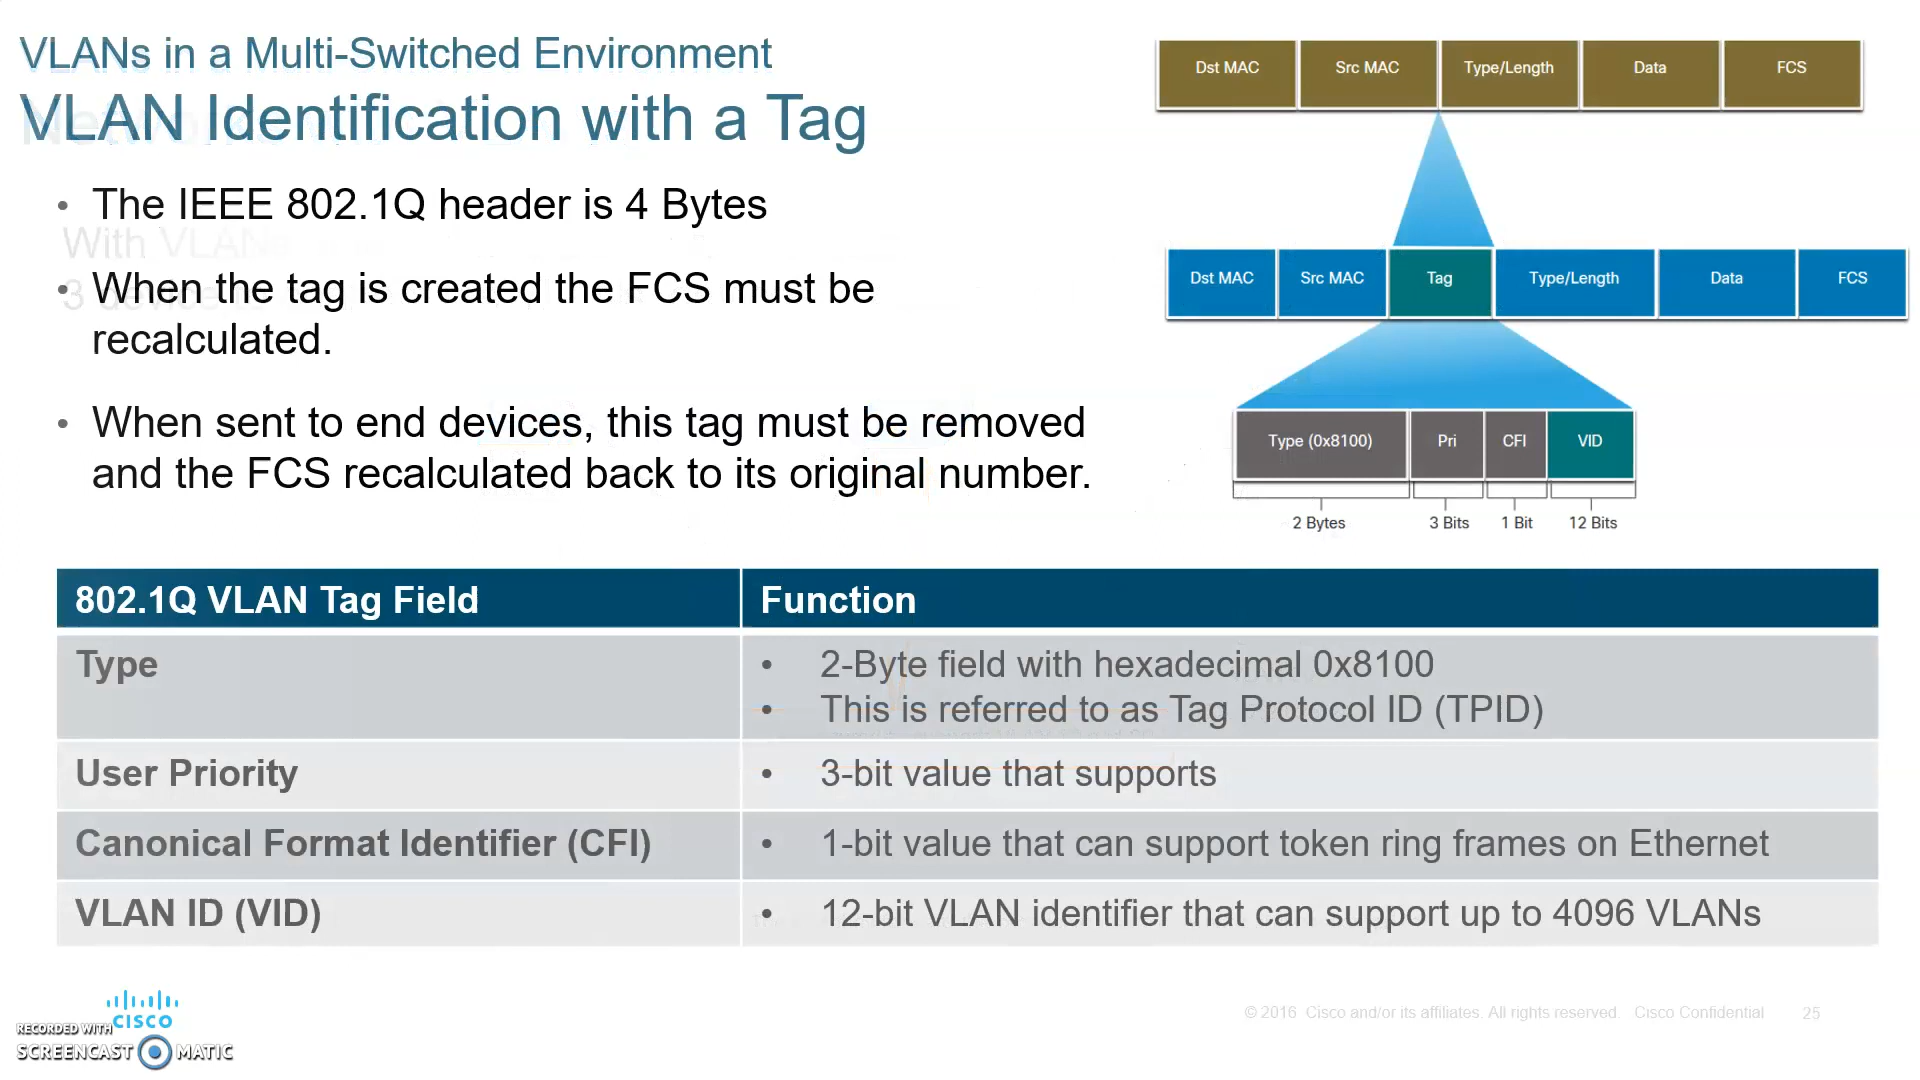 VLANs in a Multi-Switched Environment
VLAN Identification with a Tag
• The IEEE 802.1Q header is 4 Bytes
With VLANs
• When the tag is created the FCS must be
recalculated.
• When sent to end devices, this tag must be removed
and the FCS recalculated back to its original number.
Dst MAC Src MAC Type/Length Data FCS
Dst MAC Src MAC Tag Type/Length Data FCS
Type (0x8100) Pri CFI VID
2 Bytes 3 Bits 1 Bit 12 Bits
802.1Q VLAN Tag Field Function
Type • 2-Byte field with hexadecimal 0x8100
• This is referred to as Tag Protocol ID (TPID)
User Priority • 3-bit value that supports
Canonical Format Identifier (CFI) • 1-bit value that can support token ring frames on Ethernet
VLAN ID (VID) • 12-bit VLAN identifier that can support up to 4096 VLANs
CISCO
RECORDED WITH
SCREENCAST MATIC
© 2016 Cisco and/or its affiliates. All rights reserved. Cisco Confidential 25